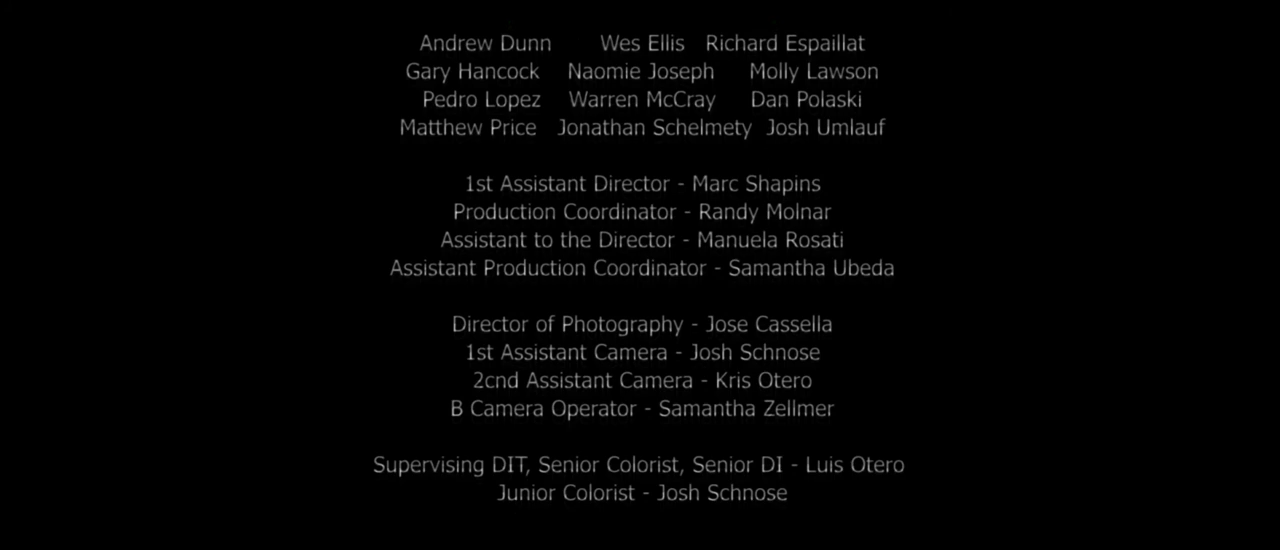 Andrew Dunn Wes Ellis Richard Espaillat
Gary Hancock Naomie Joseph Molly Lawson
Pedro Lopez Warren McCray Dan Polaski
Matthew Price Jonathan Schelmety Josh Umlauf
1st Assistant Director - Marc Shapins
Production Coordinator - Randy Molnar
Assistant to the Director - Manuela Rosati
Assistant Production Coordinator - Samantha Ubeda
Director of Photography - Jose Cassella
1st Assistant Camera - Josh Schnose
2cnd Assistant Camera - Kris Otero
B Camera Operator - Samantha Zellmer
Supervising DIT, Senior Colorist, Senior DI - Luis Otero
Junior Colorist - Josh Schnose